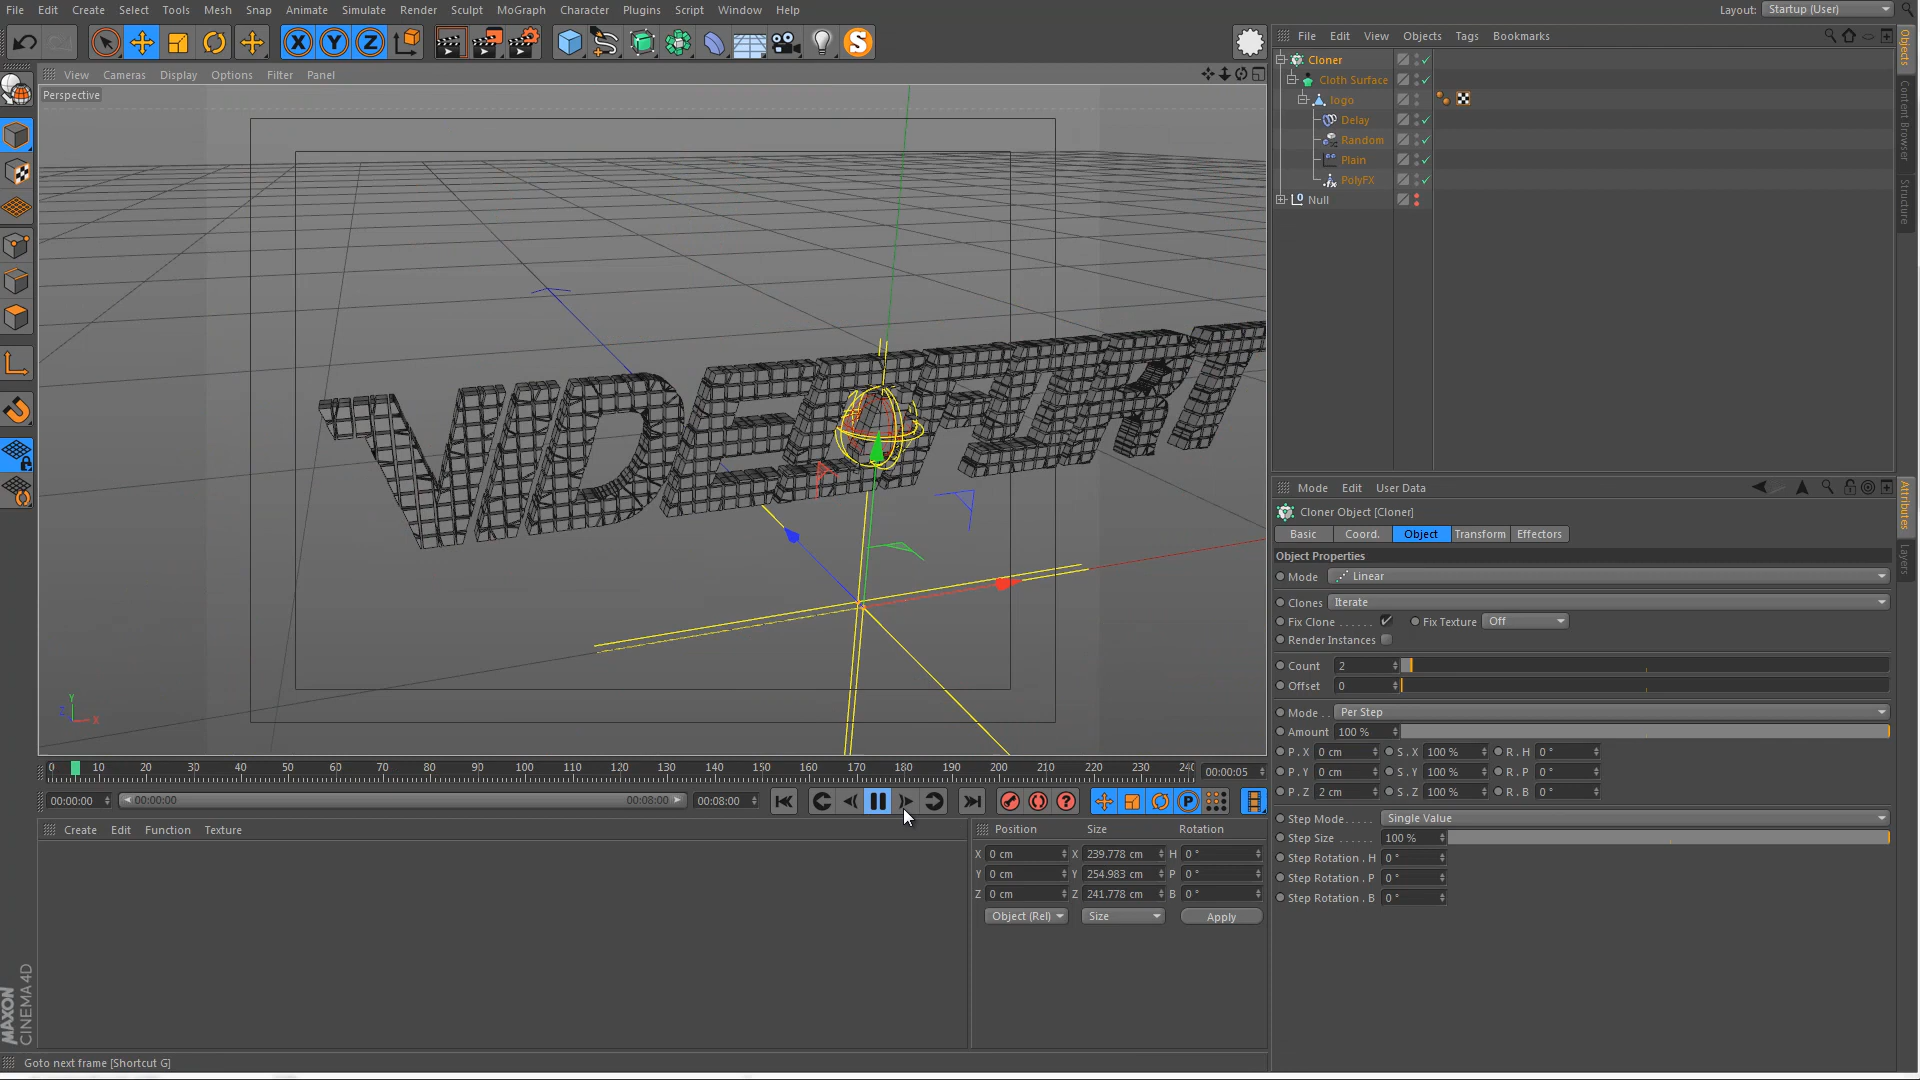 File Edit Create Select Tools Mesh Snap Animate Simulate Render Sculpt MoGraph Character Plugins Script Window Help
Layout: Startup (User)
View Cameras Display Options Filter Panel
Perspective
X Y Z
File Edit View Objects Tags Bookmarks
Cloner
Cloth Surface
logo
Delay
Random
Plain
PolyFX
Null
Objects
Content Browser
Structure
Mode Edit User Data
Cloner Object [Cloner]
Basic Coord. Object Transform Effectors
Object Properties
Mode Linear
Clones Iterate
Fix Clone Fix Texture Off
Render Instances
Count 2
Offset 0
Mode Per Step
Amount 100 %
P . X 0 cm S . X 100 % R . H 0 °
P . Y 0 cm S . Y 100 % R . P 0 °
P . Z 2 cm S . Z 100 % R . B 0 °
Step Mode Single Value
Step Size 100 %
Step Rotation . H 0 °
Step Rotation . P 0 °
Step Rotation . B 0 °
Attributes
Layers
0 10 20 30 40 50 60 70 80 90 100 110 120 130 140 150 160 170 180 190 200 210 220 230 240 00:00:05
00:00:00 00:00:00 00:08:00 00:08:00
Create Edit Function Texture
Position Size Rotation
X 0 cm X 239.778 cm H 0 °
Y 0 cm Y 254.983 cm P 0 °
Z 0 cm Z 241.778 cm B 0 °
Object (Rel) Size Apply
MAXON
CINEMA 4D
Goto next frame [Shortcut G]